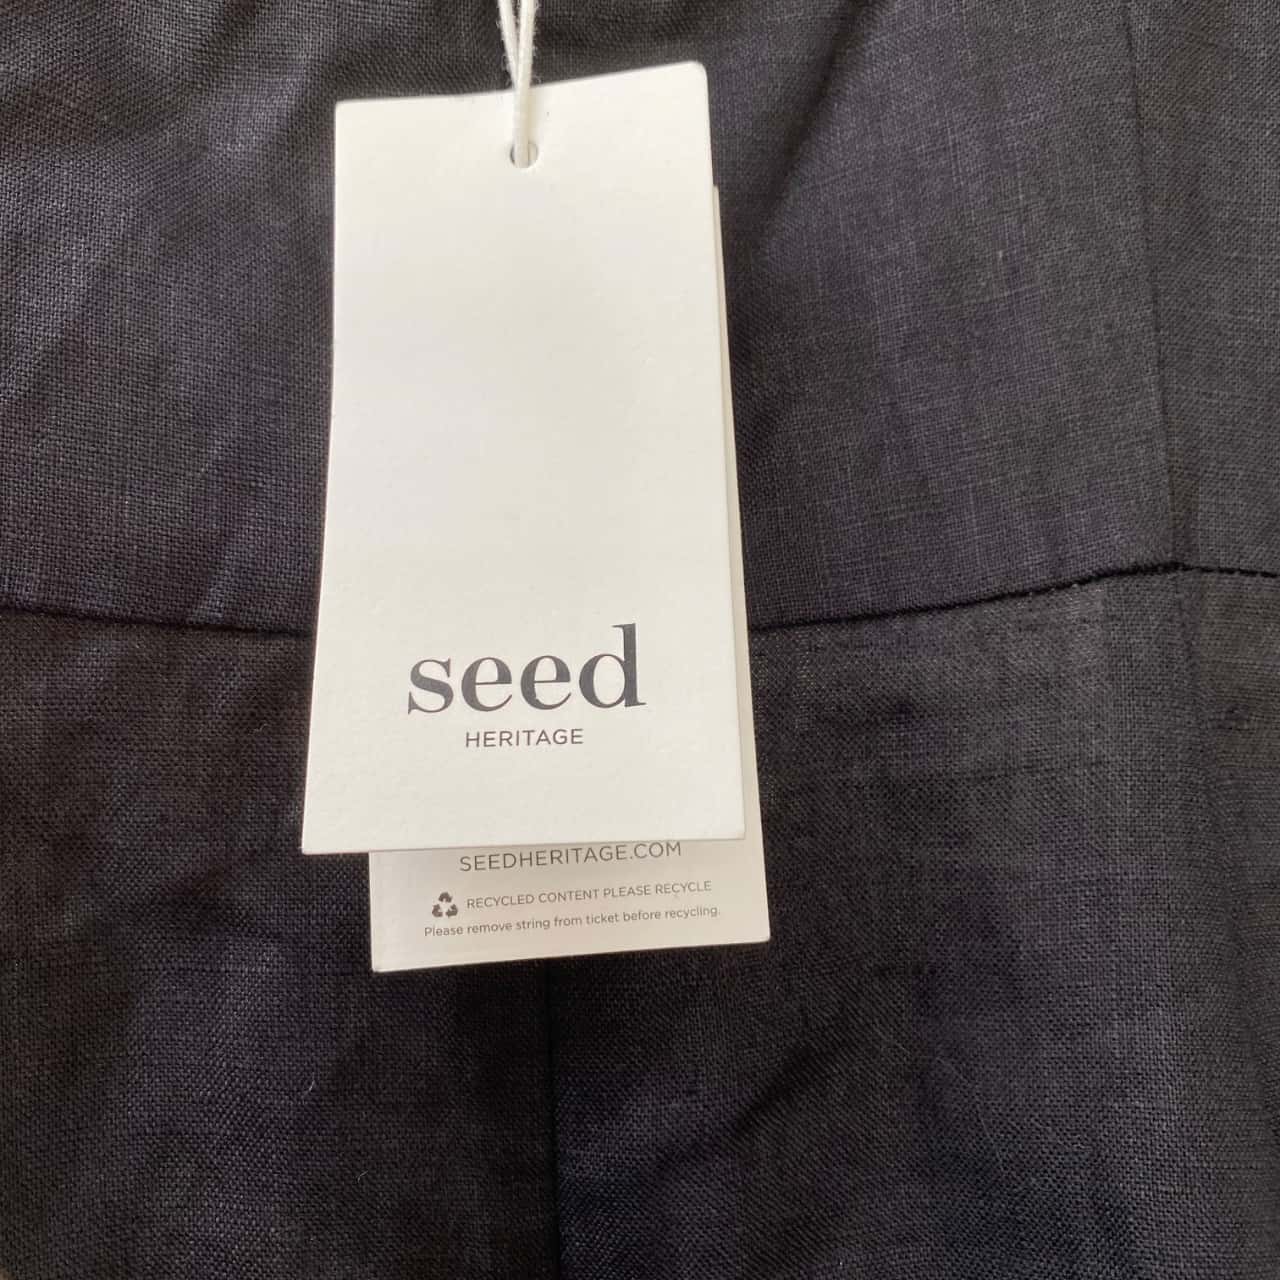 seed
HERITAGE
SEEDHERITAGE.COM
RECYCLED CONTENT PLEASE RECYCLE
Please remove string from ticket before recycling.